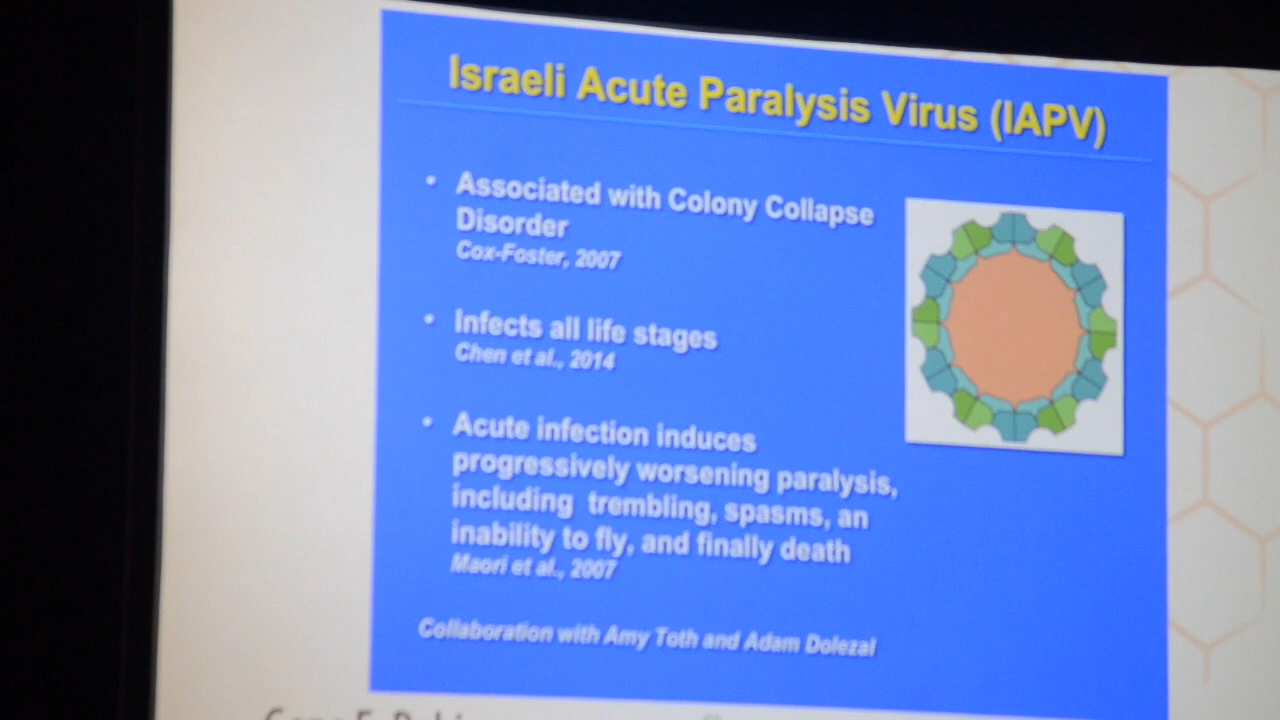 Israeli Acute Paralysis Virus (IAPV)
• Associated with Colony Collapse
Disorder
Cox-Foster, 2007
• Infects all life stages
Chen et al., 2014
• Acute infection induces
progressively worsening paralysis,
including trembling, spasms, an
inability to fly, and finally death
Maori et al., 2007
Collaboration with Amy Toth and Adam Dolezal